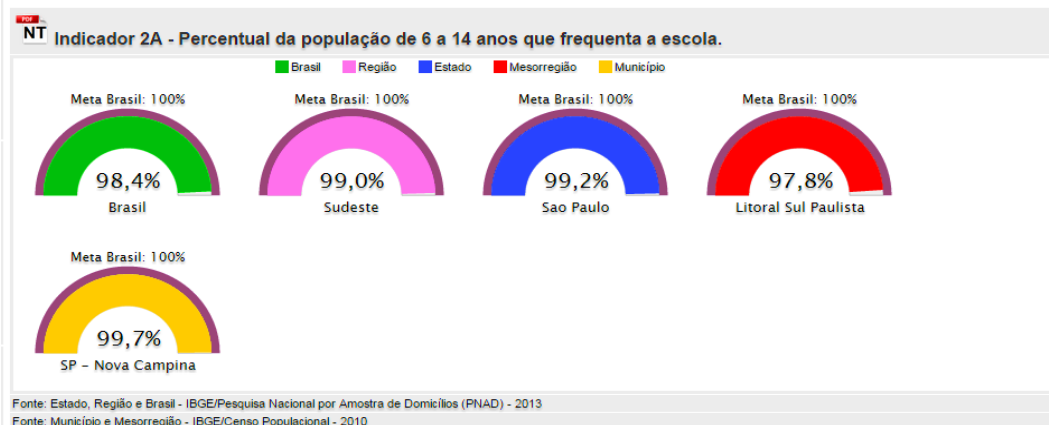 PDF
NT Indicador 2A - Percentual da população de 6 a 14 anos que frequenta a escola.
Brasil Região Estado Mesorregião Município
Meta Brasil: 100% Meta Brasil: 100% Meta Brasil: 100% Meta Brasil: 100%
98,4% 99,0% 99,2% 97,8%
Brasil Sudeste Sao Paulo Litoral Sul Paulista
Meta Brasil: 100%
99,7%
SP – Nova Campina
Fonte: Estado, Região e Brasil - IBGE/Pesquisa Nacional por Amostra de Domicílios (PNAD) - 2013
Fonte: Município e Mesorregião - IBGE/Censo Populacional - 2010